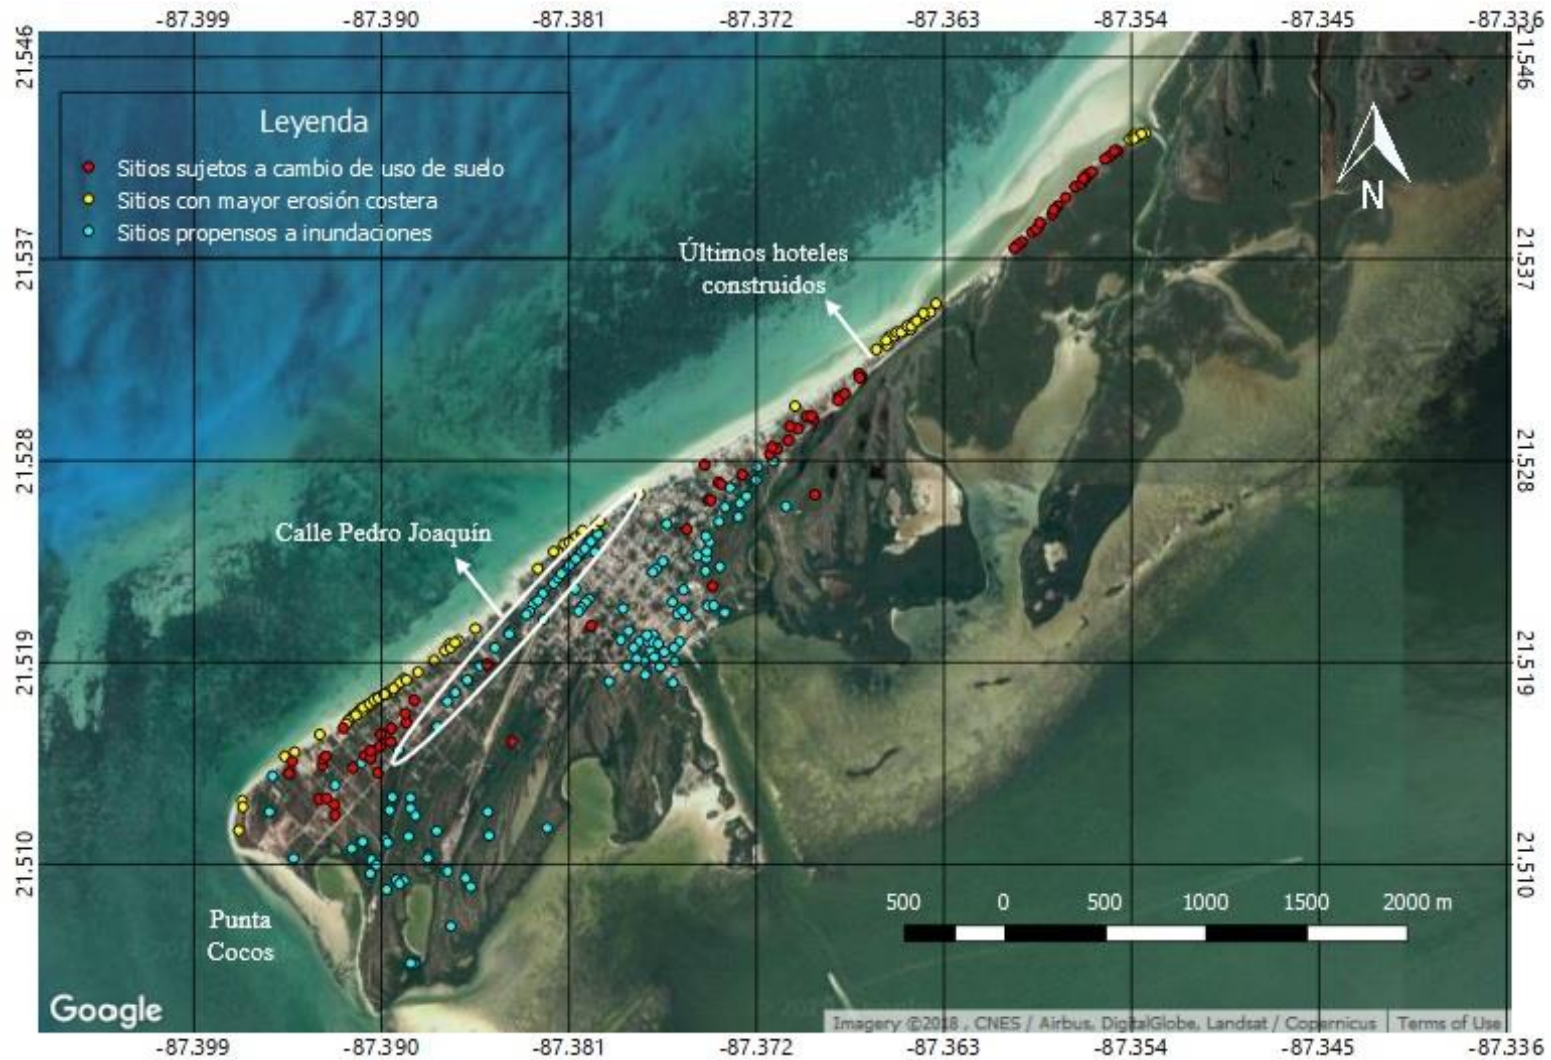 -87.399 -87.390 -87.381 -87.372 -87.363 -87.354 -87.345 -87.336
21.546 21.546
Leyenda
Sitios sujetos a cambio de uso de suelo
Sitios con mayor erosión costera
Sitios propensos a inundaciones
N
21.537 21.537
Últimos hoteles
construidos
21.528 21.528
Calle Pedro Joaquín
21.519 21.519
21.510 21.510
500 0 500 1000 1500 2000 m
Punta
Cocos
Google
Imagery ©2018 , CNES / Airbus, DigitalGlobe, Landsat / Copernicus Terms of Use
-87.399 -87.390 -87.381 -87.372 -87.363 -87.354 -87.345 -87.336